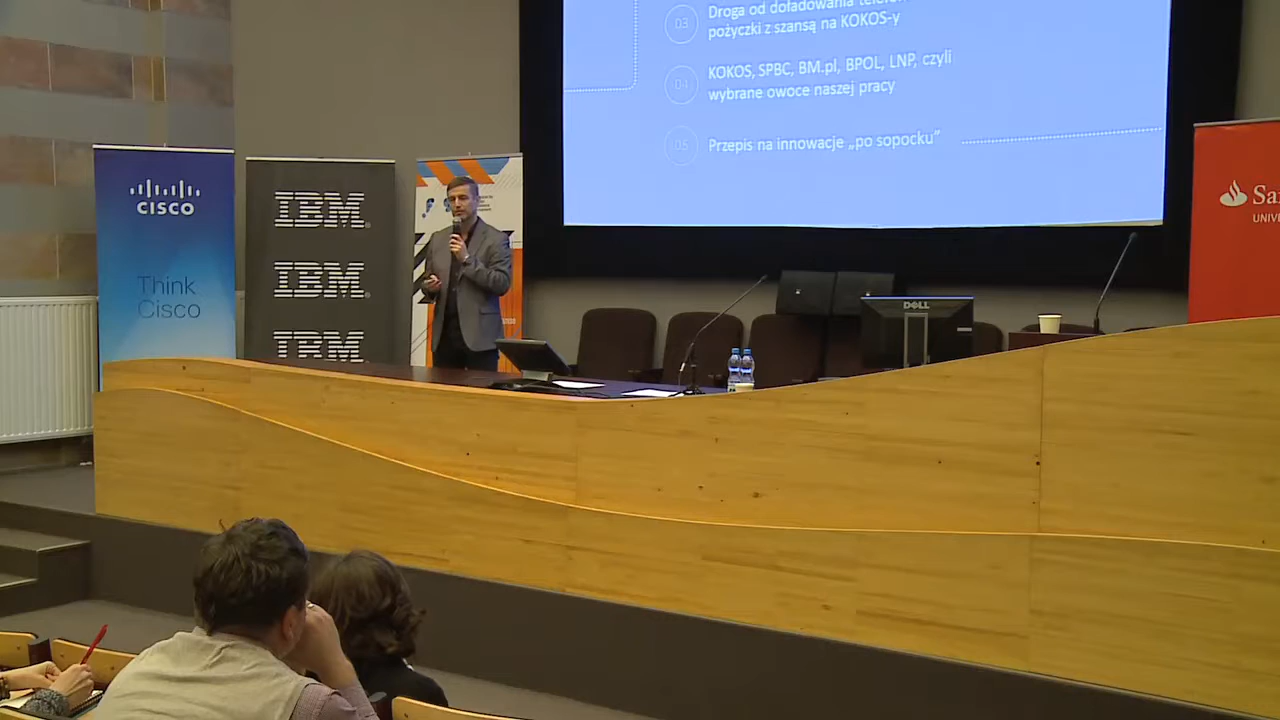 03
Droga od doładowania
pożyczki z szansą na KOKOS-y
04
KOKOS, SPBC, BM.pl, BPOL, LNP, czyli
wybrane owoce naszej pracy
05
Przepis na innowacje „po sopocku”
CISCO
Think
Cisco
IBM
IBM
IBM
DELL